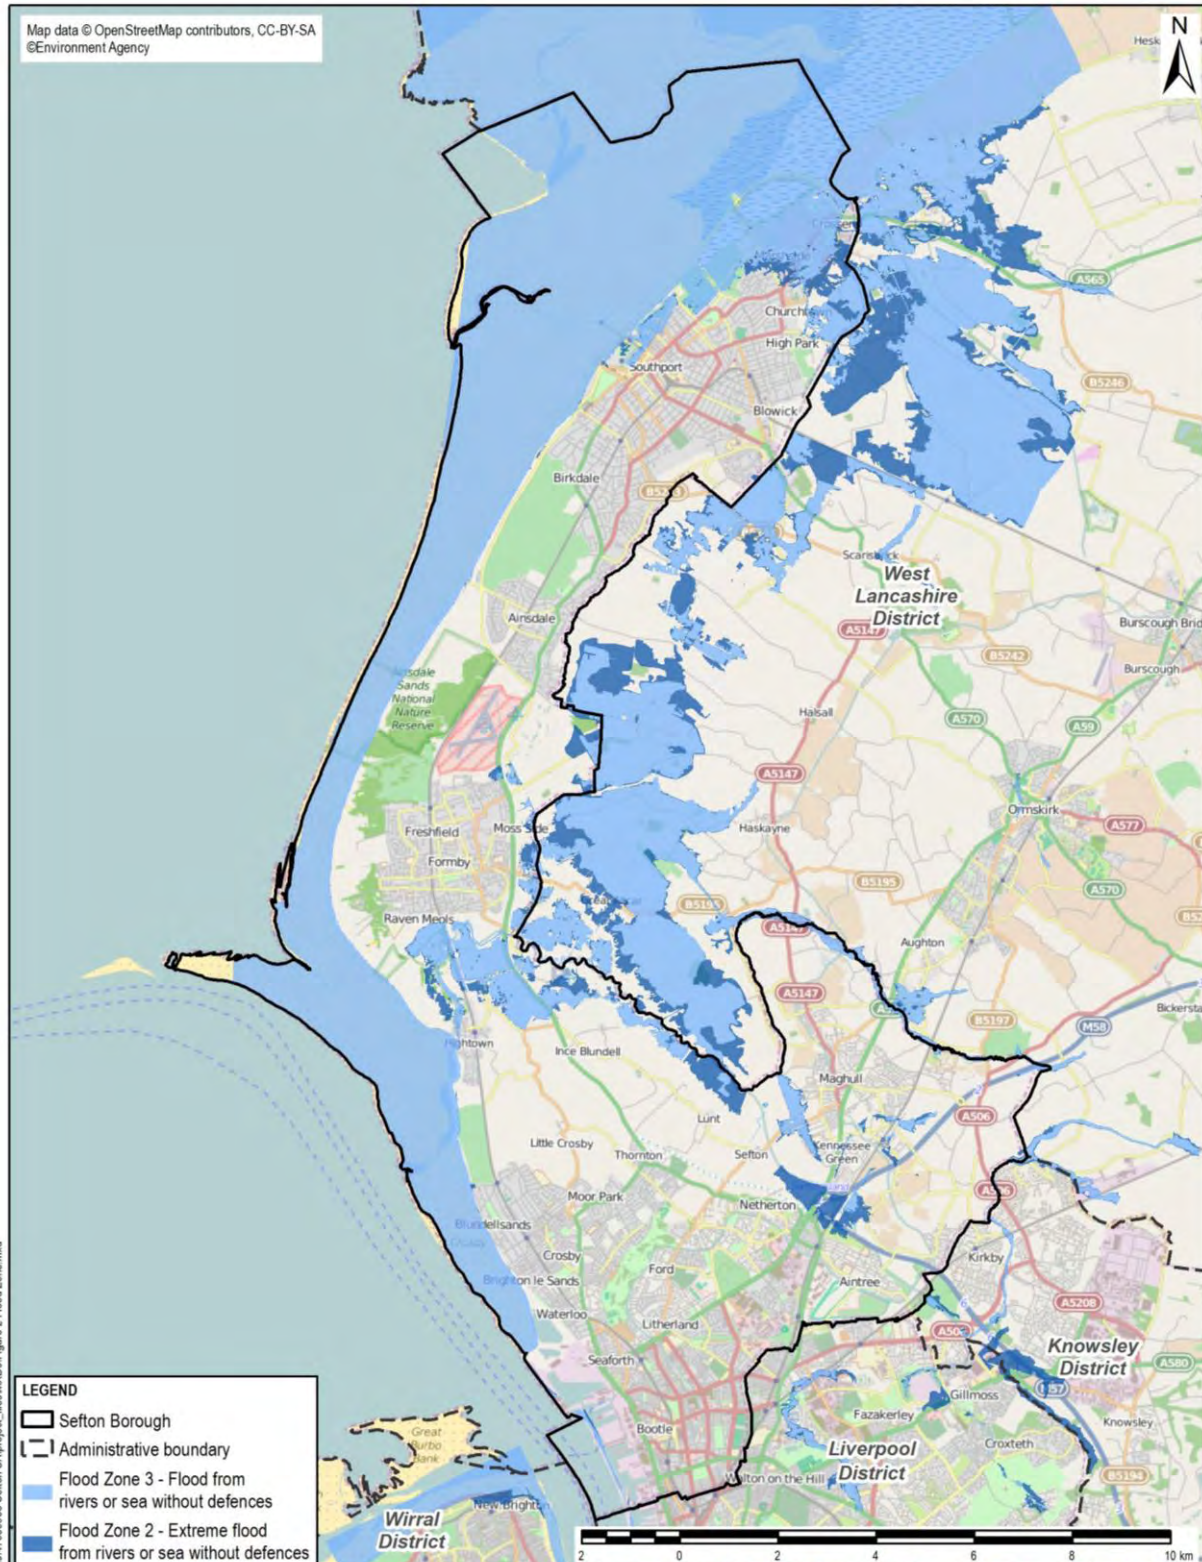 Map data © OpenStreetMap contributors, CC-BY-SA
©Environment Agency
N
A565
Churchtown
High Park
Southport
B5246
Blowick
Birkdale
Scarisbrick
West
Lancashire
District
Ainsdale
A5147
Burscough
B5242
Sands
National
Nature
Reserve
Halsall
A570
A59
A5147
Ormskirk
Freshfield
Moss Side
Haskayne
A577
Formby
B5195
A570
B5195
Raven Meols
A5147
Aughton
A5147
B5197
M58
Hightown
Ince Blundell
Maghull
A506
Lunt
Little Crosby
Thornton
Sefton
Kennessee
Green
Moor Park
Netherton
A506
Blundellsands
Crosby
Ford
Kirkby
Brighton le Sands
Aintree
Waterloo
Litherland
A5208
Knowsley
District
A580
Seaforth
M57
Gillmoss
Fazakerley
Knowsley
Great
Burbo
Bank
Bootle
Croxteth
Liverpool
District
Walton on the Hill
B5194
New Brighton
Wirral
District
LEGEND
Sefton Borough
Administrative boundary
Flood Zone 3 - Flood from
rivers or sea without defences
Flood Zone 2 - Extreme flood
from rivers or sea without defences
2 0 2 4 6 8 10 km